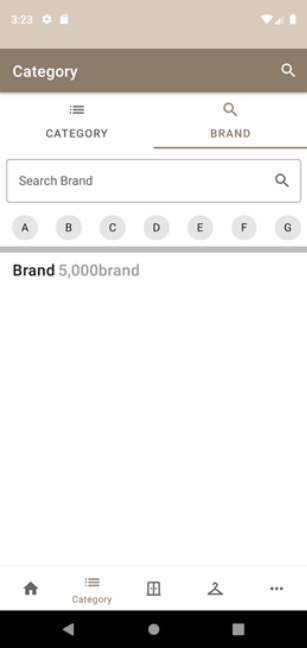 3:23
Category
CATEGORY
BRAND
Search Brand
A B C D E F G
Brand 5,000brand
Category